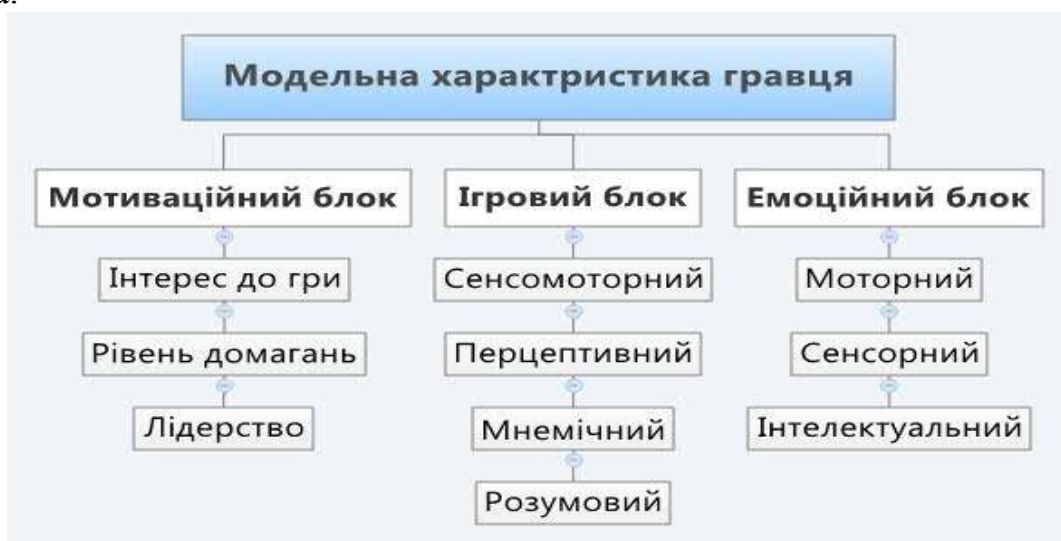 Модельна характристика гравця
Мотиваційний блок
Інтерес до гри
Рівень домагань
Лідерство
Ігровий блок
Сенсомоторний
Перцептивний
Мнемічний
Розумовий
Емоційний блок
Моторний
Сенсорний
Інтелектуальний